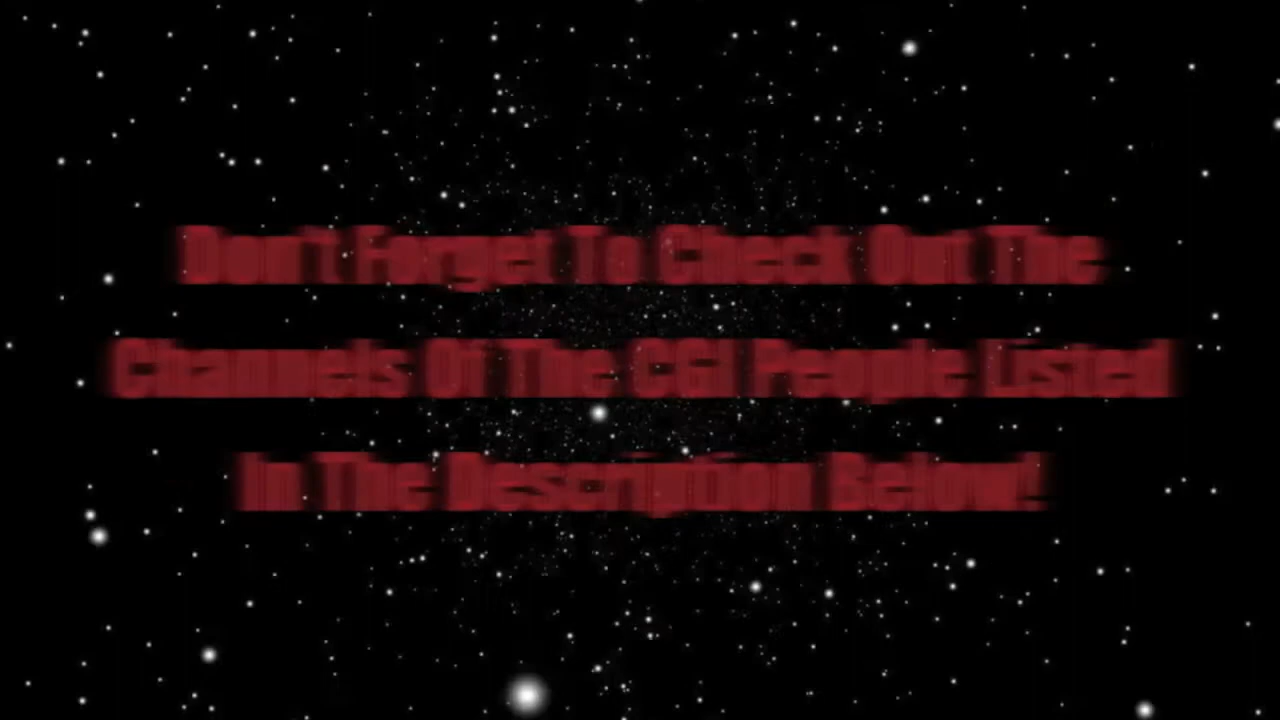 Don't Forget To Check Out The
Channels Of The CGI People Listed
In The Description Below!